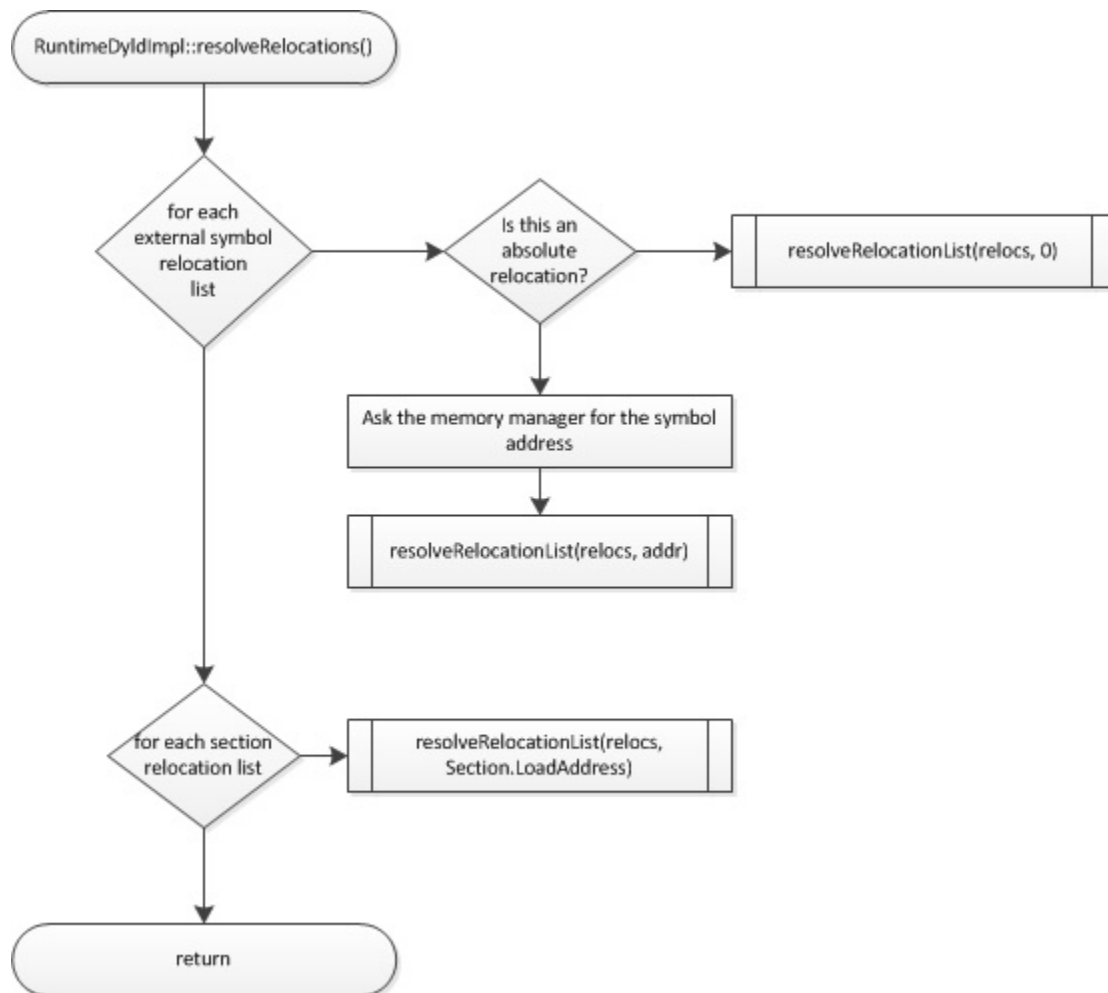 RuntimeDyldImpl::resolveRelocations()
for each
external symbol
relocation
list
Is this an
absolute
relocation?
resolveRelocationList(relocs, 0)
Ask the memory manager for the symbol
address
resolveRelocationList(relocs, addr)
for each section
relocation list
resolveRelocationList(relocs,
Section.LoadAddress)
return